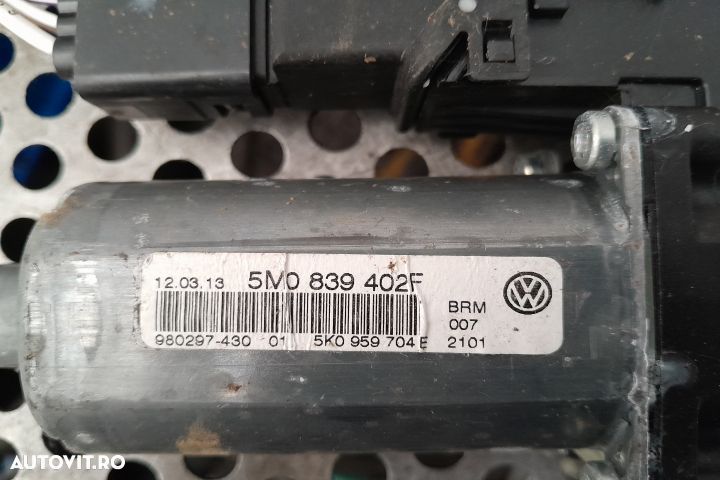 12.03.13 5M0 839 402F
BRM
007
980297-430 01 5K0 959 704 E 2101
AUTOVIT.RO